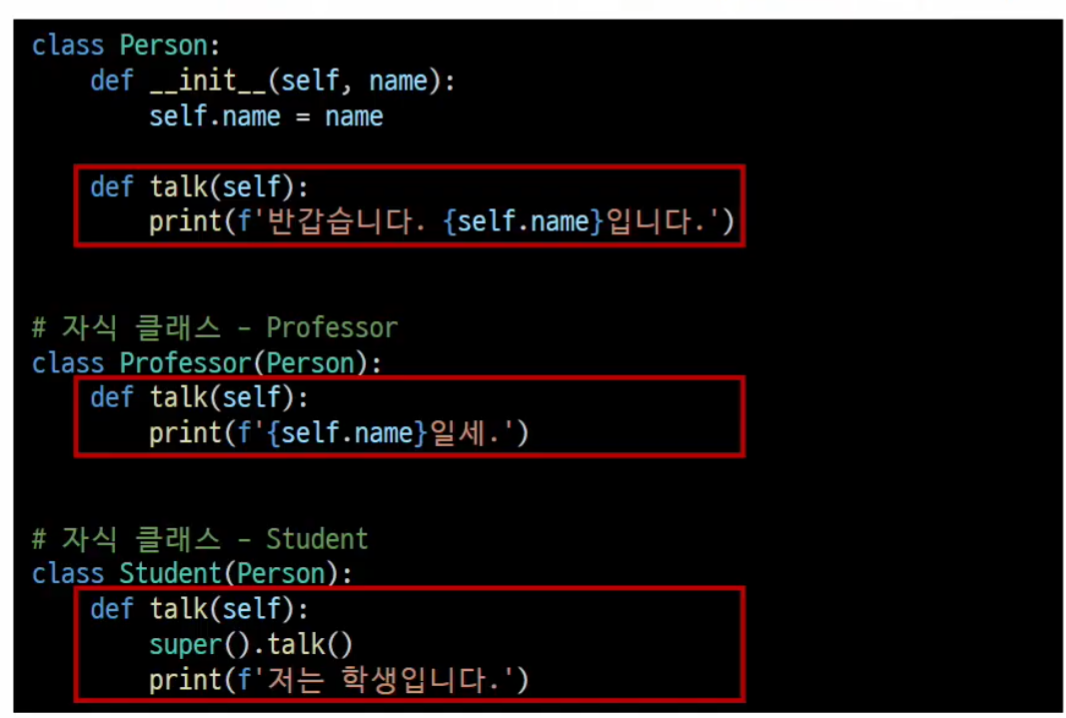 class Person:
    def __init__(self, name):
        self.name = name
    def talk(self):
        print(f'반갑습니다. {self.name}입니다.')
# 자식 클래스 - Professor
class Professor(Person):
    def talk(self):
        print(f'{self.name}일세.')
# 자식 클래스 - Student
class Student(Person):
    def talk(self):
        super().talk()
        print(f'저는 학생입니다.')